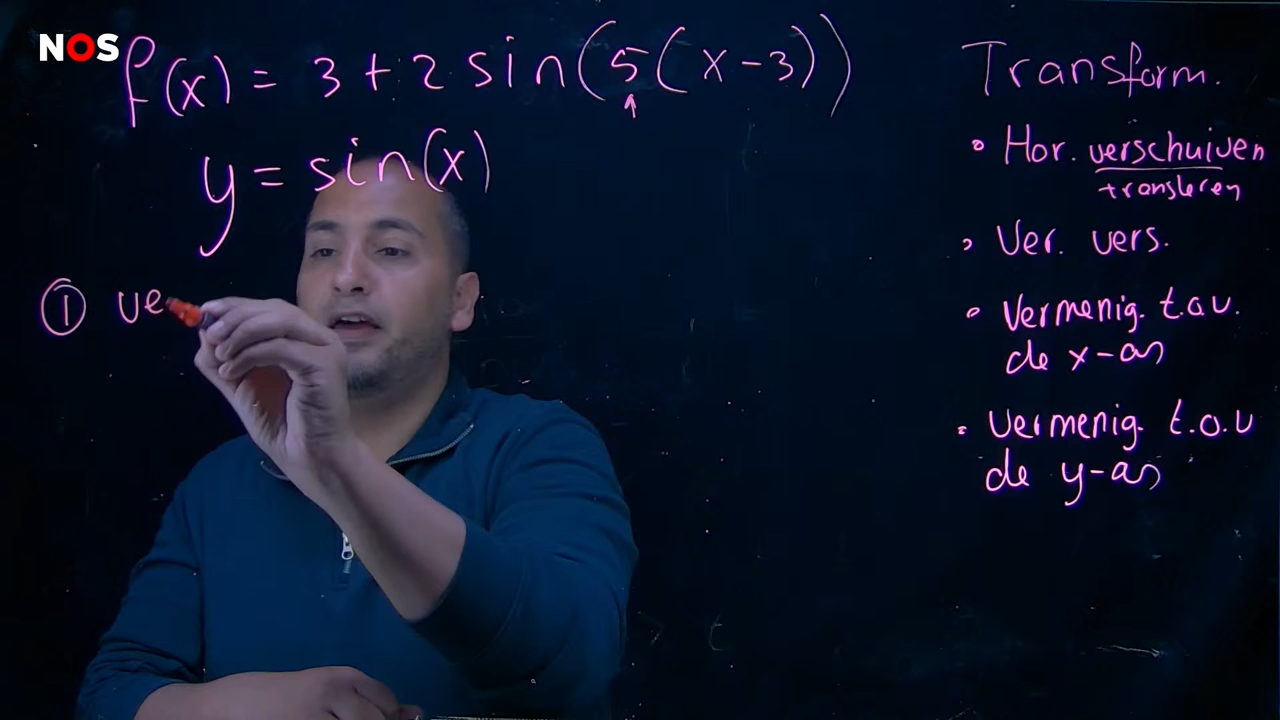 NOS
f(x) = 3 + 2 sin(5(x-3))
y = sin(x)
① ve
Transform.
• Hor. verschuiven
transleren
• Ver. vers.
• Vermenig. t.o.v.
de x-as
• Vermenig. t.o.v
de y-as